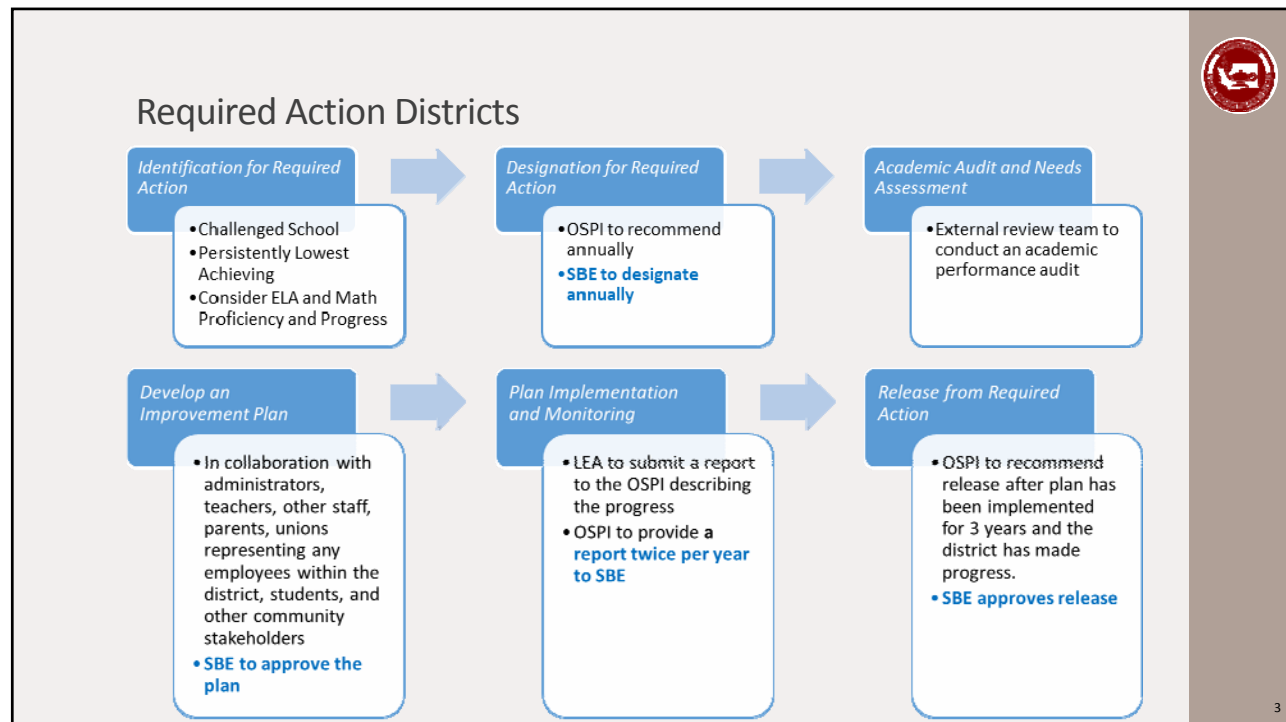 Required Action Districts
Identification for Required
Action
•Challenged School
•Persistently Lowest
Achieving
•Consider ELA and Math
Proficiency and Progress
Designation for Required
Action
•OSPI to recommend
annually
•SBE to designate
annually
Academic Audit and Needs
Assessment
•External review team to
conduct an academic
performance audit
Develop an
Improvement Plan
• In collaboration with
administrators,
teachers, other staff,
parents, unions
representing any
employees within the
district, students, and
other community
stakeholders
• SBE to approve the
plan
Plan Implementation
and Monitoring
• LEA to submit a report
to the OSPI describing
the progress
• OSPI to provide a
report twice per year
to SBE
Release from Required
Action
• OSPI to recommend
release after plan has
been implemented
for 3 years and the
district has made
progress.
• SBE approves release
3